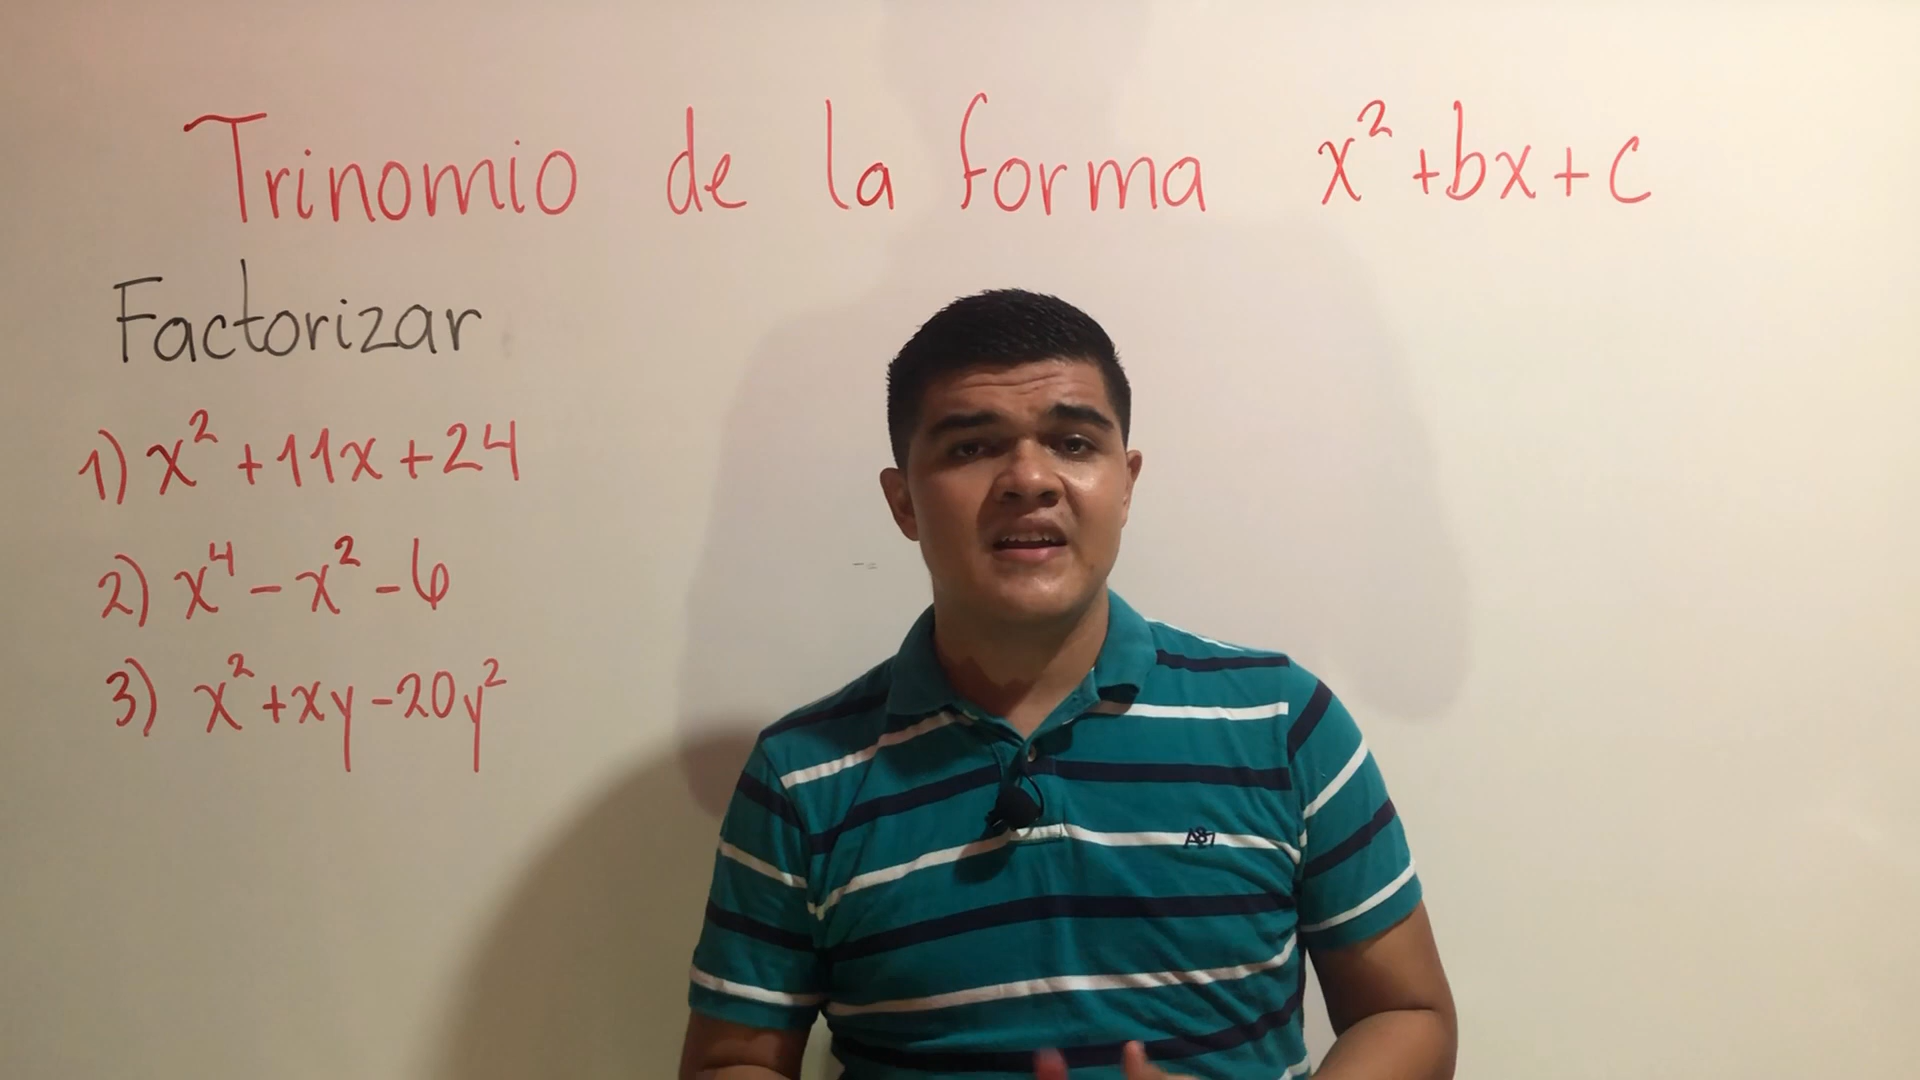 Trinomio de la forma x²+bx+c
Factorizar
1) x²+11x+24
2) x⁴-x²-6
3) x²+xy-20y²